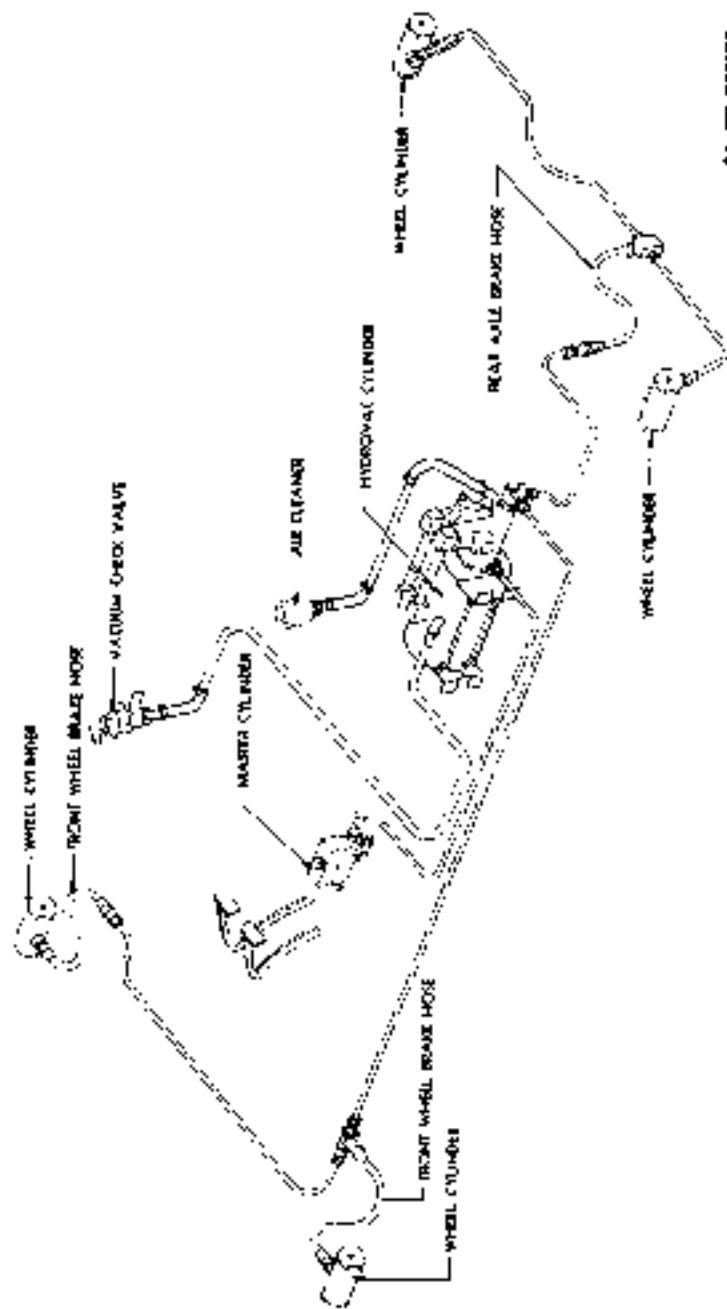 WHEEL CYLINDER
FRONT WHEEL BRAKE HOSE
VACUUM CHECK VALVE
AIR CLEANER
MASTER CYLINDER
HYDROVAC CYLINDER
WHEEL CYLINDER
REAR AXLE BRAKE HOSE
WHEEL CYLINDER
FRONT WHEEL BRAKE HOSE
WHEEL CYLINDER